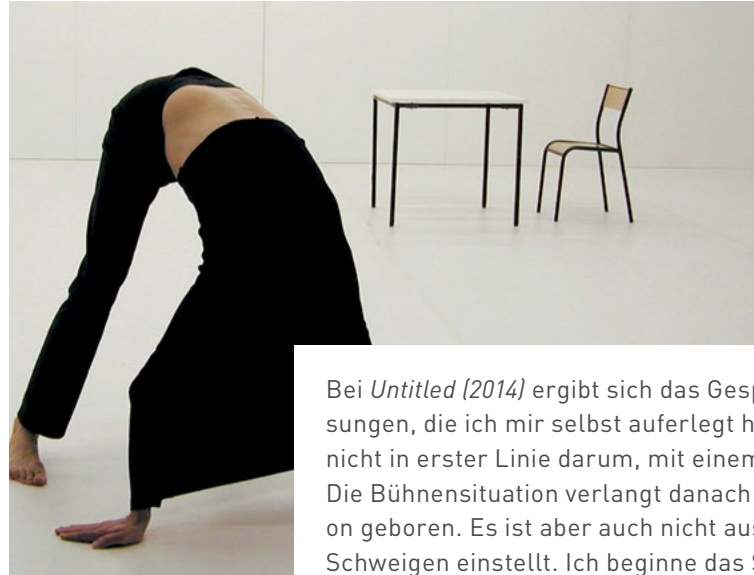 Bei Untitled (2014) ergibt sich das Gesp
sungen, die ich mir selbst auferlegt h
nicht in erster Linie darum, mit einem
Die Bühnensituation verlangt danach
on geboren. Es ist aber auch nicht aus
Schweigen einstellt. Ich beginne das S